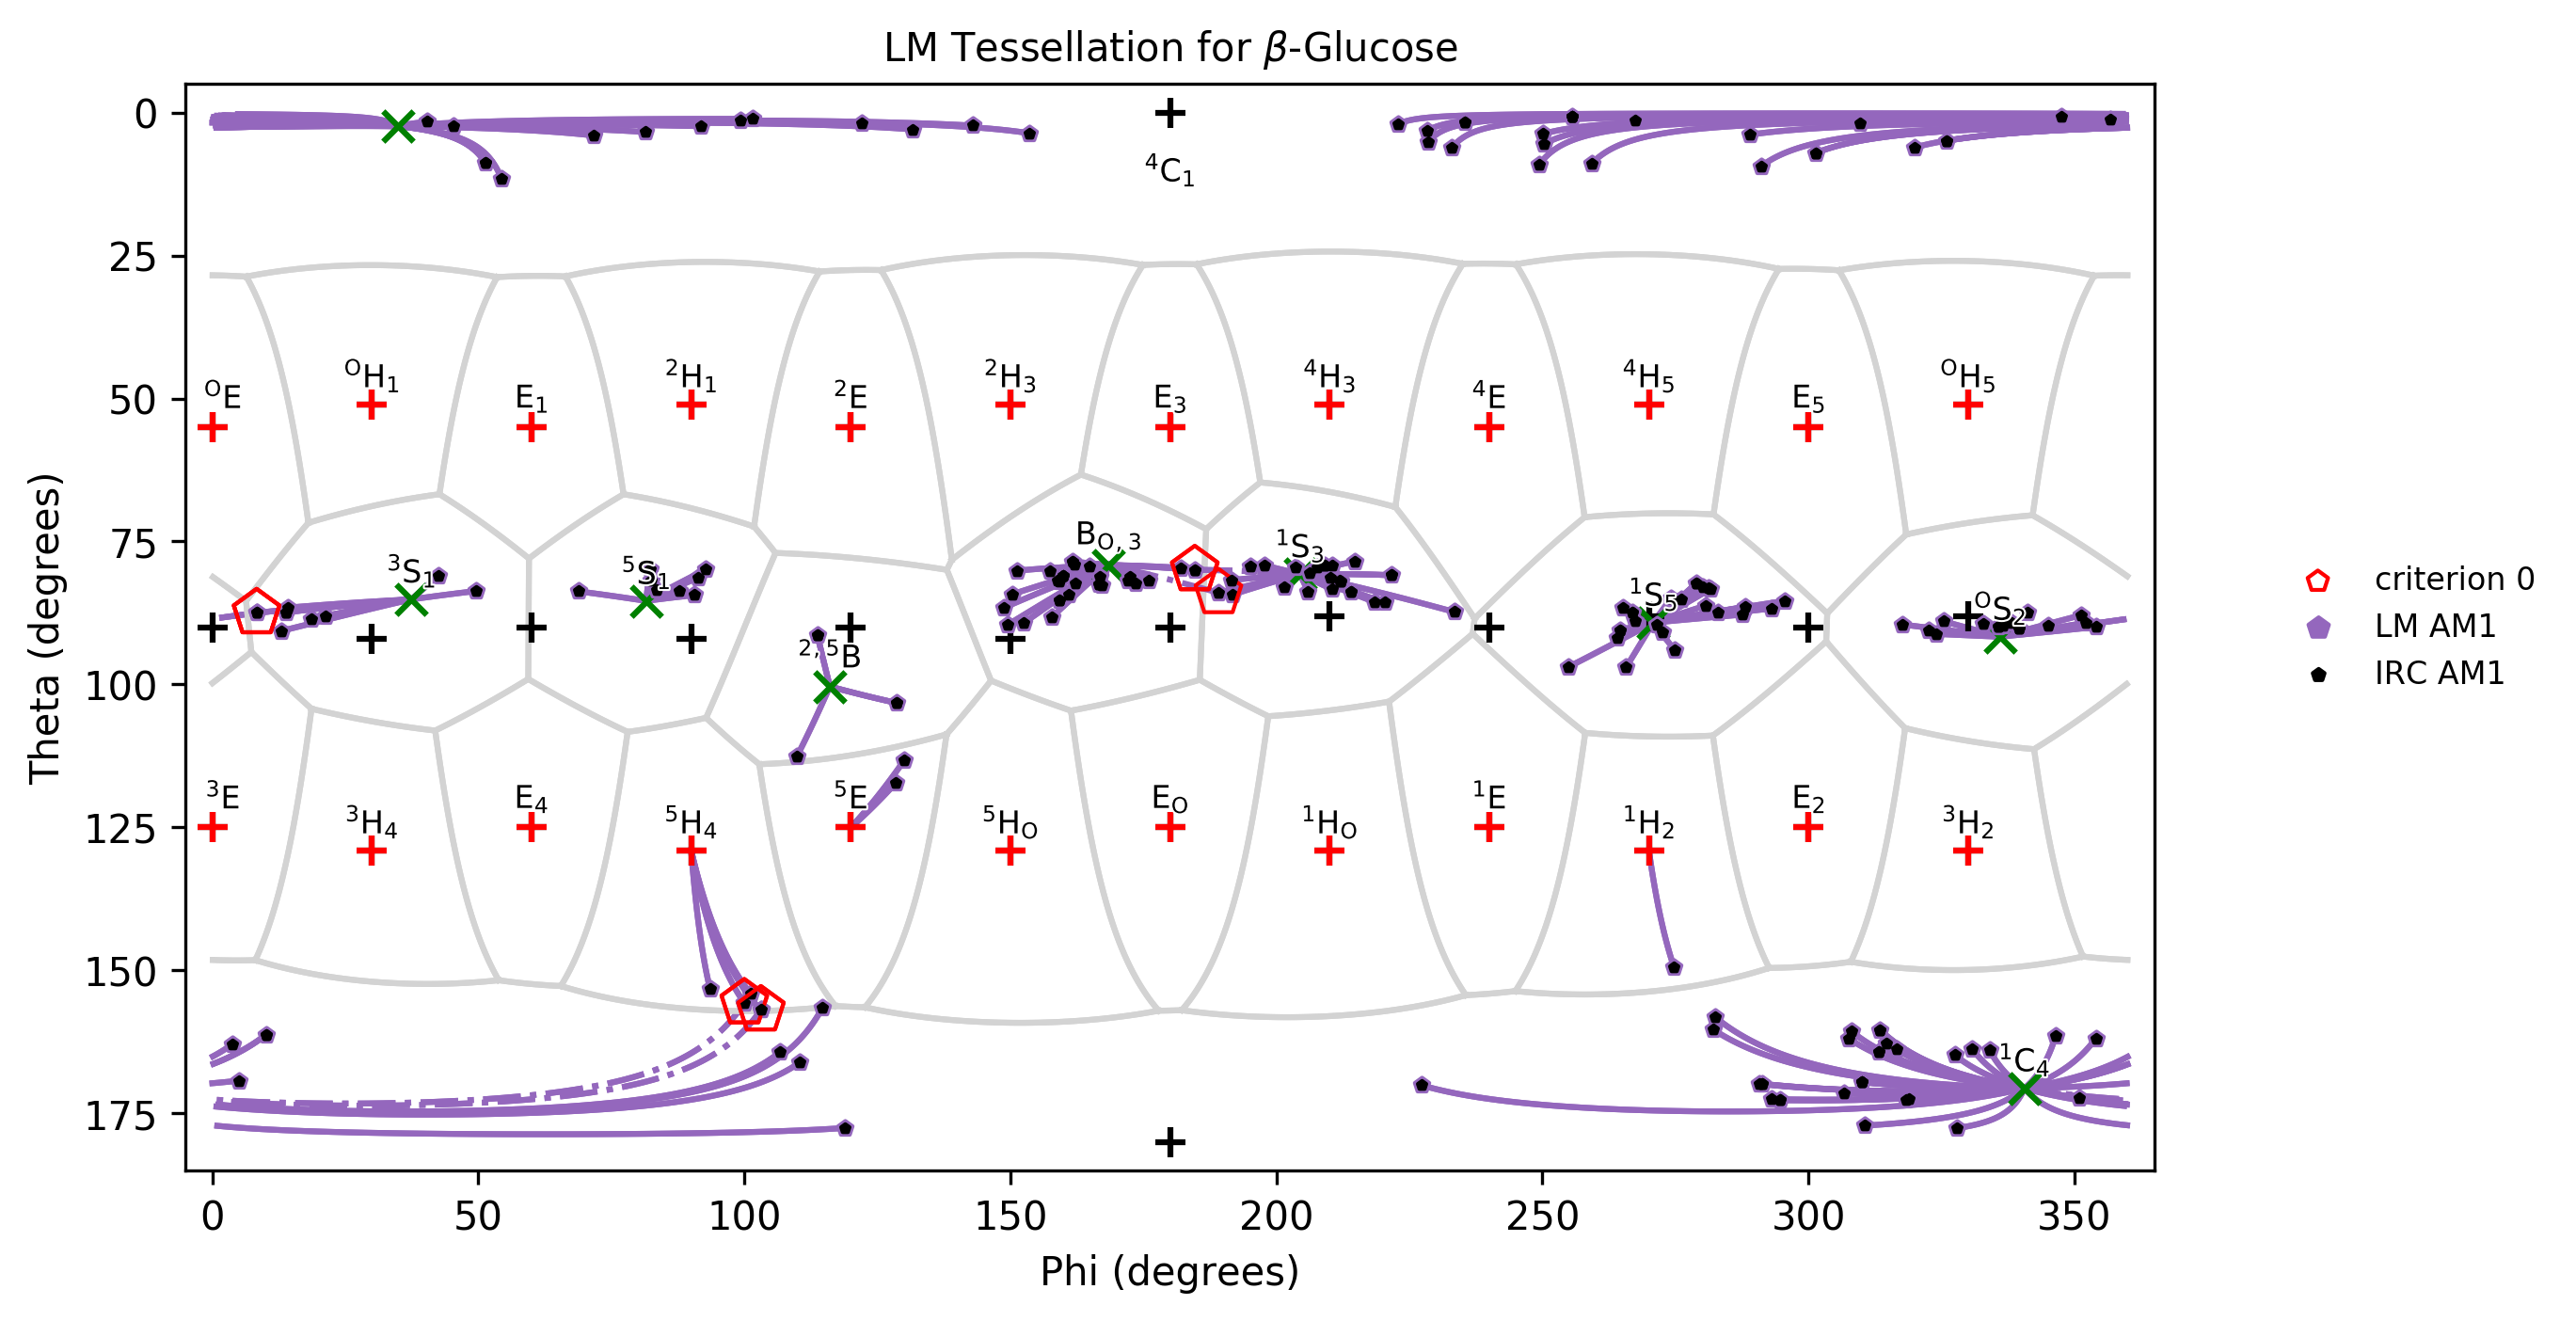 LM Tessellation for β-Glucose
Theta (degrees)
0
25
50
75
100
125
150
175
⁴C₁
ᴼE
ᴼH₁
E₁
²H₁
²E
²H₃
E₃
⁴H₃
⁴E
⁴H₅
E₅
ᴼH₅
³S₁
⁵S₁
²,⁵B
B_O,3
¹S₃
¹S₅
ᴼS₂
³E
³H₄
E₄
⁵H₄
⁵E
⁵H_O
E_O
¹H_O
¹E
¹H₂
E₂
³H₂
¹C₄
0 50 100 150 200 250 300 350
Phi (degrees)
criterion 0
LM AM1
IRC AM1